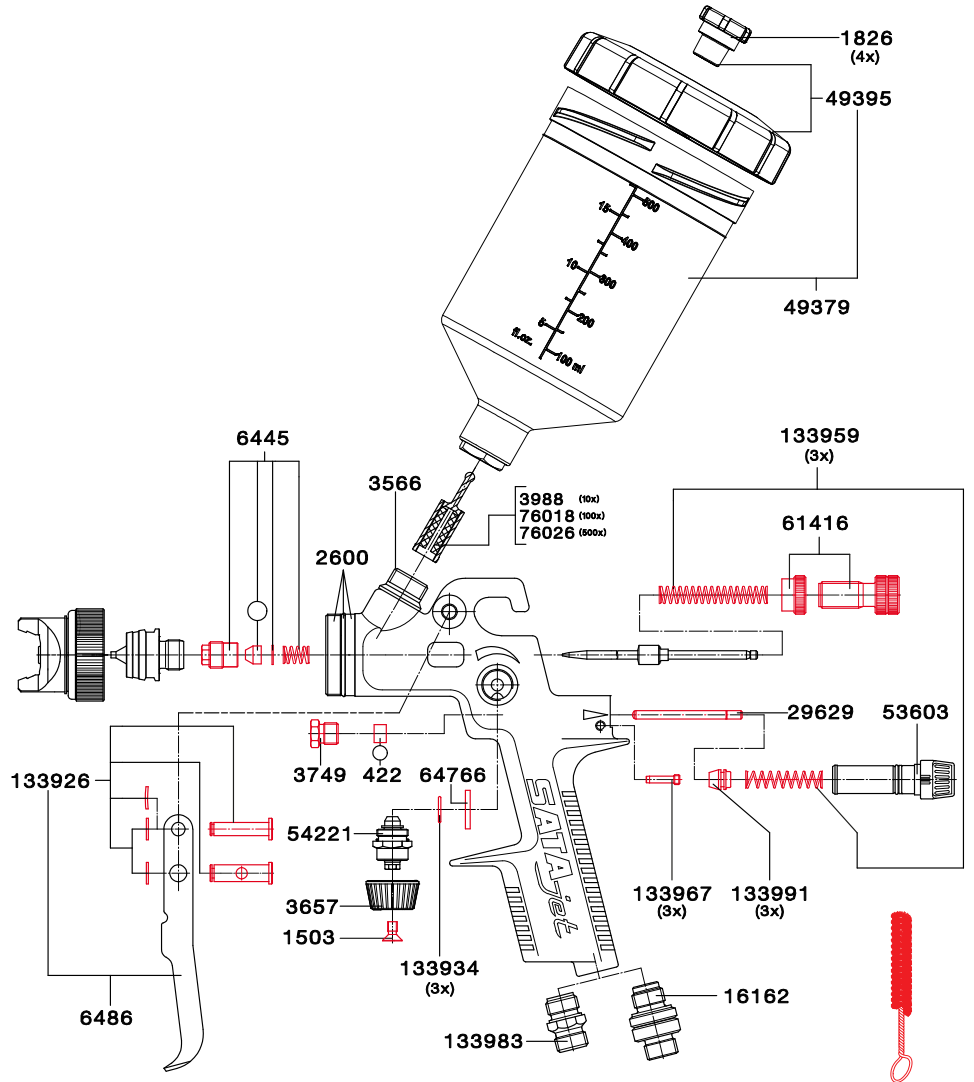 1826
(4x)
49395
500
15
400
10
300
200
5
fl.oz.
100 ml
49379
6445
133959
(3x)
3566
3988 (10x)
76018 (100x)
76026 (500x)
61416
2600
29629
53603
3749
422
64766
133926
54221
SATAjet
3657
133967
(3x)
133991
(3x)
1503
133934
(3x)
6486
16162
133983